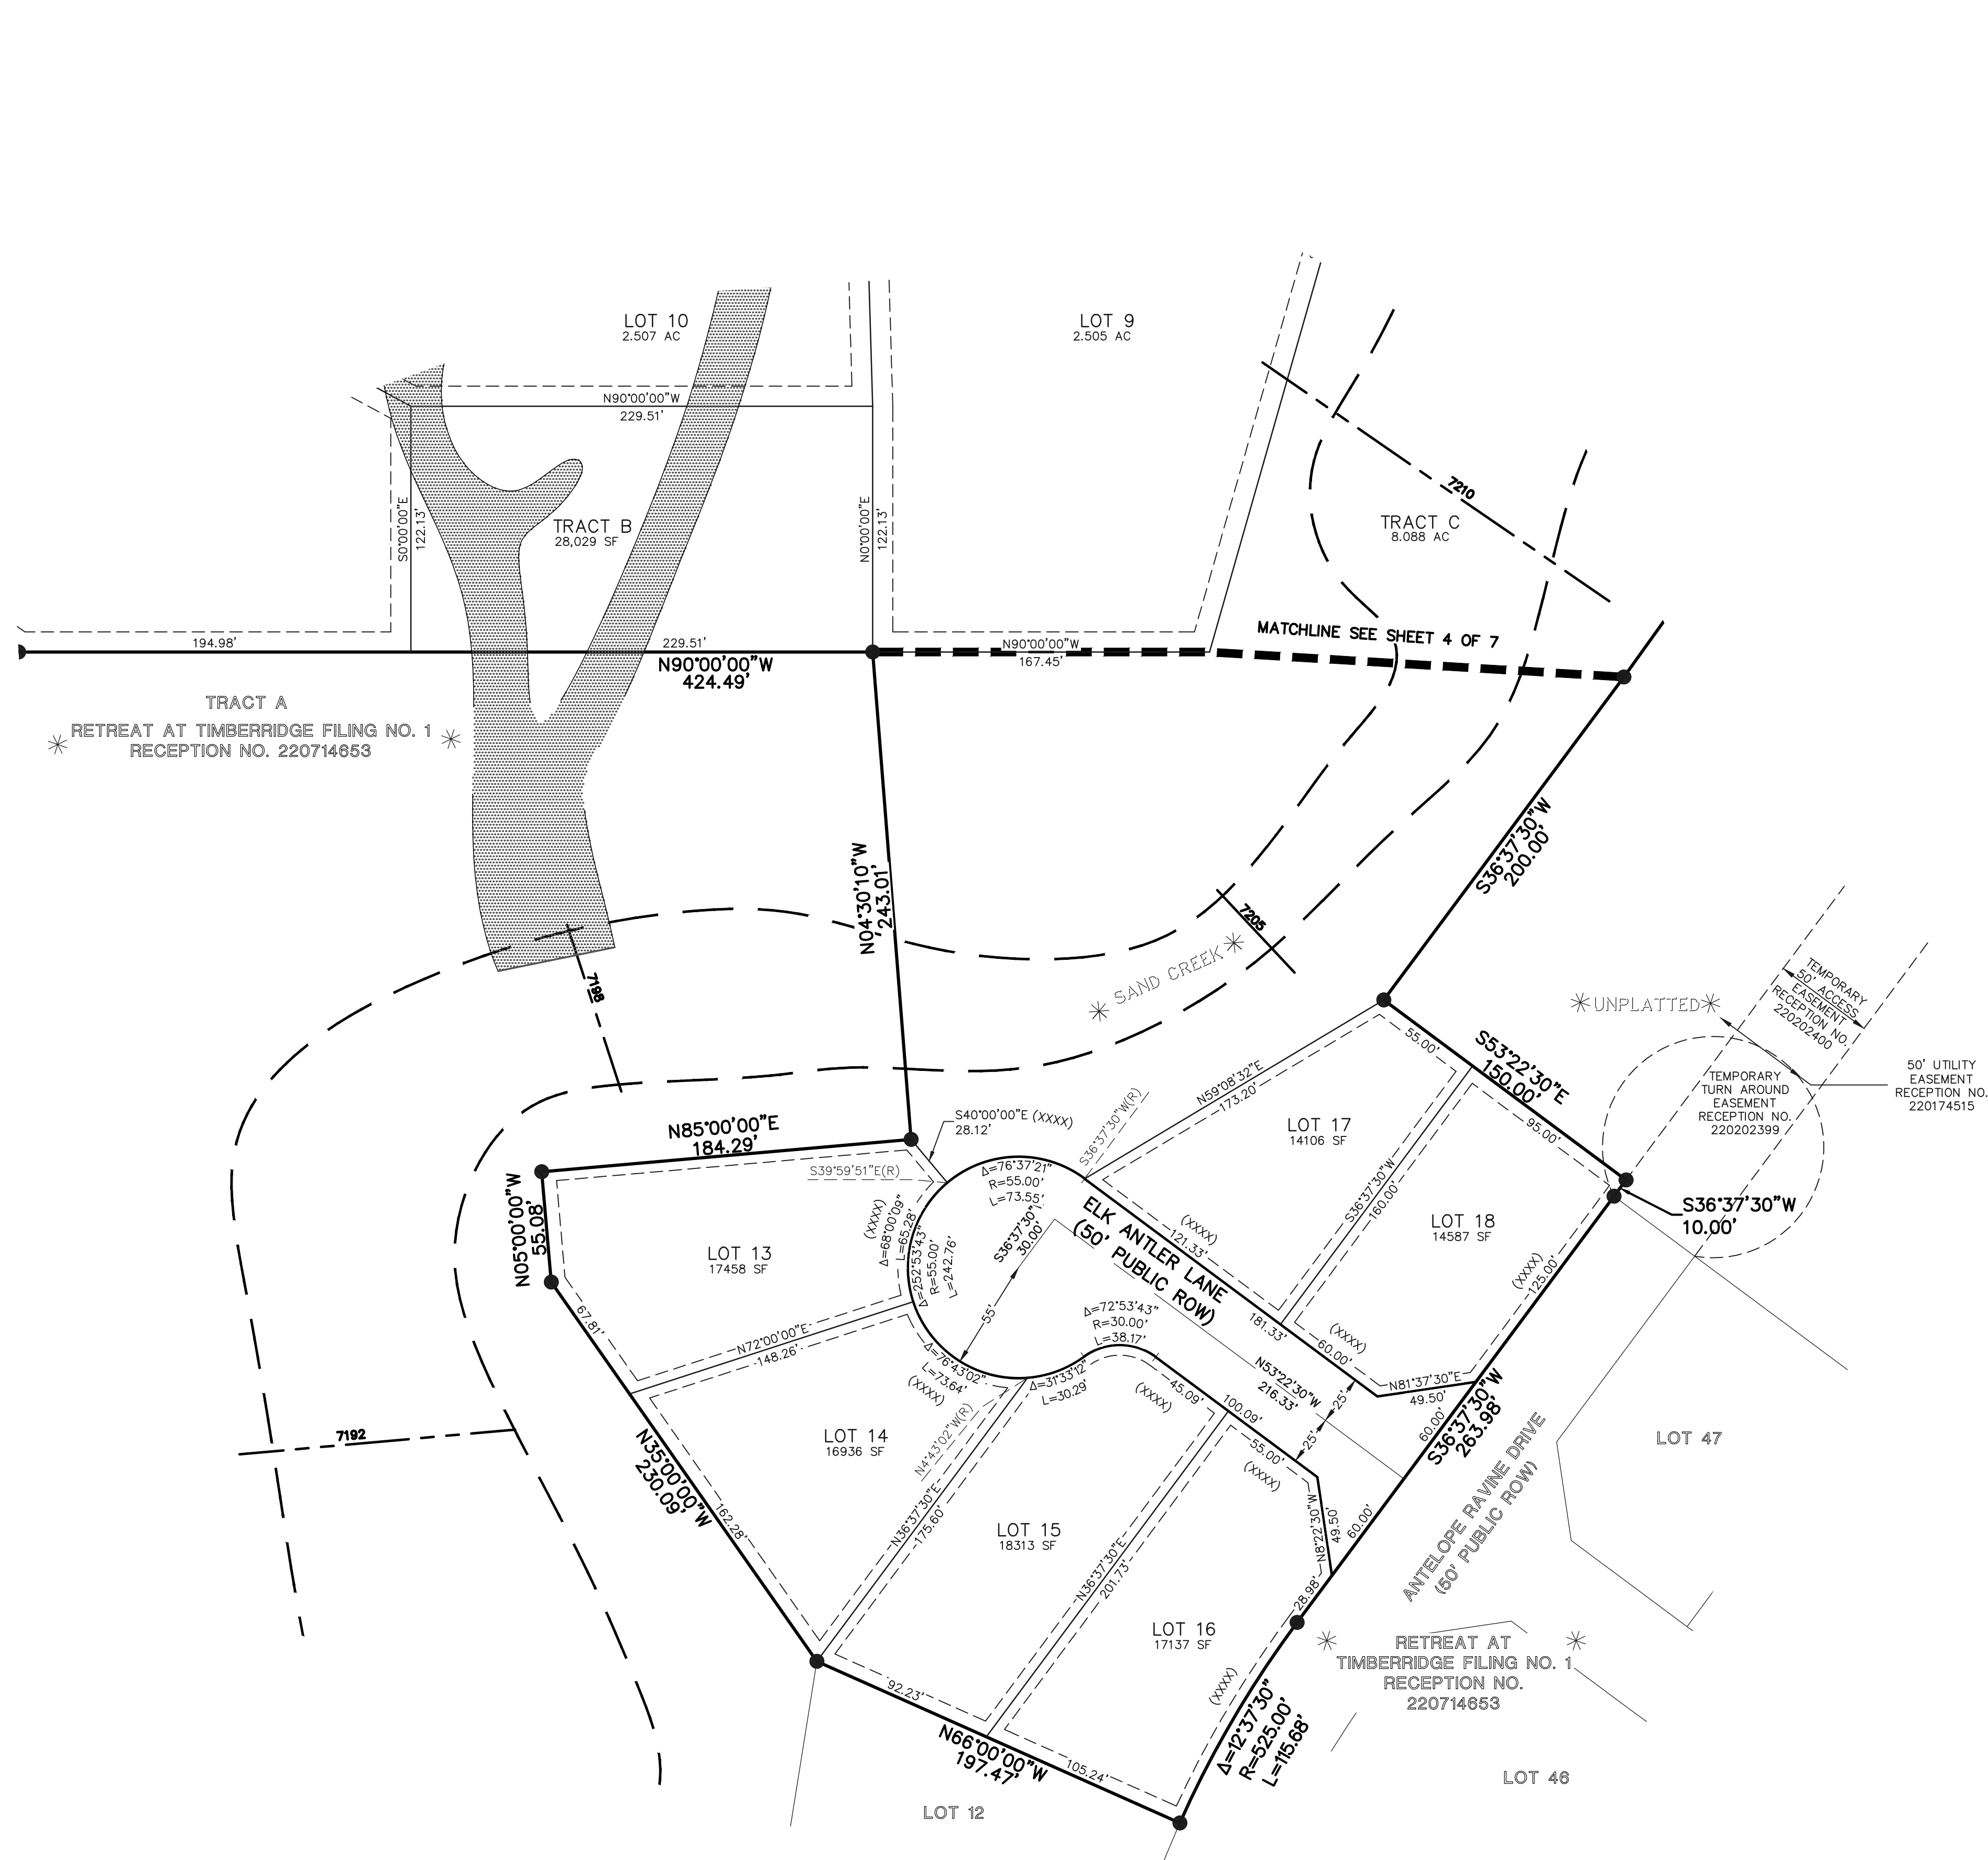 LOT 10
2.507 AC
LOT 9
2.505 AC
N90°00'00"W
229.51'
7210
S0°00'00"E
122.13'
TRACT B
28,029 SF
N0°00'00"E
122.13'
TRACT C
8.088 AC
MATCHLINE SEE SHEET 4 OF 7
194.98'
229.51'
N90°00'00"W
424.49'
N90°00'00"W
167.45'
TRACT A
RETREAT AT TIMBERRIDGE FILING NO. 1
RECEPTION NO. 220714653
S36°37'30"W
200.00'
N04°30'10"W
243.01'
7205
SAND CREEK
7198
UNPLATTED
TEMPORARY
50' ACCESS
EASEMENT
RECEPTION NO.
220202400
50' UTILITY
EASEMENT
RECEPTION NO.
220174515
TEMPORARY
TURN AROUND
EASEMENT
RECEPTION NO.
220202399
S53°22'30"E
150.00'
55.00'
95.00'
N59°08'32"E
173.20'
S36°37'30"W(R)
LOT 17
14106 SF
S40°00'00"E (XXXX)
28.12'
N85°00'00"E
184.29'
S39°59'51"E(R)
Δ=76°37'21"
R=55.00'
L=73.55'
N05°00'00"W
55.08'
(XXXX)
Δ=68°00'09"
L=65.28'
Δ=252°53'43"
R=55.00'
L=242.76'
S36°37'30"
30.00'
55'
ELK ANTLER LANE
(50' PUBLIC ROW)
(XXXX)
121.33'
S36°37'30"W
160.00'
LOT 18
14587 SF
S36°37'30"W
10.00'
(XXXX)
125.00'
LOT 13
17458 SF
67.81'
N72°00'00"E
148.26'
Δ=76°43'02"
L=73.64'
(XXXX)
Δ=31°33'12"
L=30.29'
Δ=72°53'43"
R=30.00'
L=38.17'
181.33'
(XXXX)
60.00'
N53°22'30"W
216.33'
N81°37'30"E
49.50'
25'
25'
45.09'
(XXXX)
100.09'
55.00'
(XXXX)
60.00'
S36°37'30"W
263.98'
7192
LOT 14
16936 SF
N4°43'02"W(R)
N35°00'00"W
230.09'
162.28'
N36°37'30"E
175.60'
LOT 15
18313 SF
N36°37'30"E
201.73'
N8°22'30"W
49.50'
60.00'
28.98'
ANTELOPE RAVINE DRIVE
(50' PUBLIC ROW)
LOT 47
LOT 16
17137 SF
(XXXX)
RETREAT AT
TIMBERRIDGE FILING NO. 1
RECEPTION NO.
220714653
92.23'
N66°00'00"W
197.47'
105.24'
Δ=12°37'30"
R=525.00'
L=115.68'
LOT 12
LOT 46